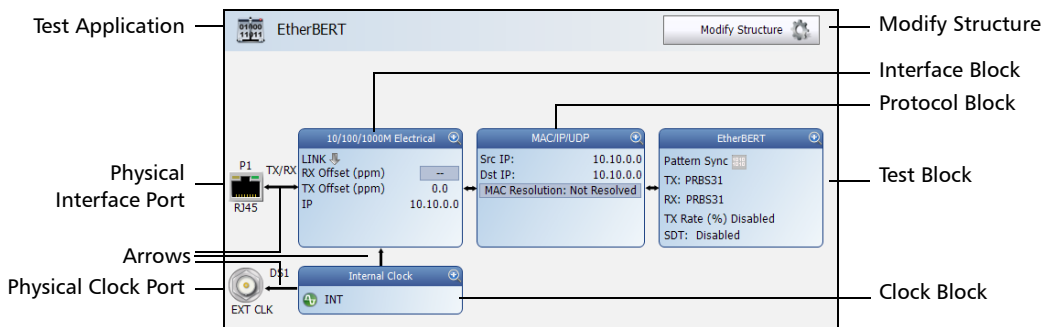 Test Application
01000
11011
EtherBERT
Modify Structure
Modify Structure
Interface Block
Protocol Block
10/100/1000M Electrical
MAC/IP/UDP
EtherBERT
LINK
RX Offset (ppm) --
TX Offset (ppm) 0.0
IP 10.10.0.0
Src IP: 10.10.0.0
Dst IP: 10.10.0.0
MAC Resolution: Not Resolved
Pattern Sync
TX: PRBS31
RX: PRBS31
TX Rate (%) Disabled
SDT: Disabled
Test Block
Physical
Interface Port
P1
TX/RX
RJ45
Arrows
Physical Clock Port
DS1
EXT CLK
Internal Clock
INT
Clock Block